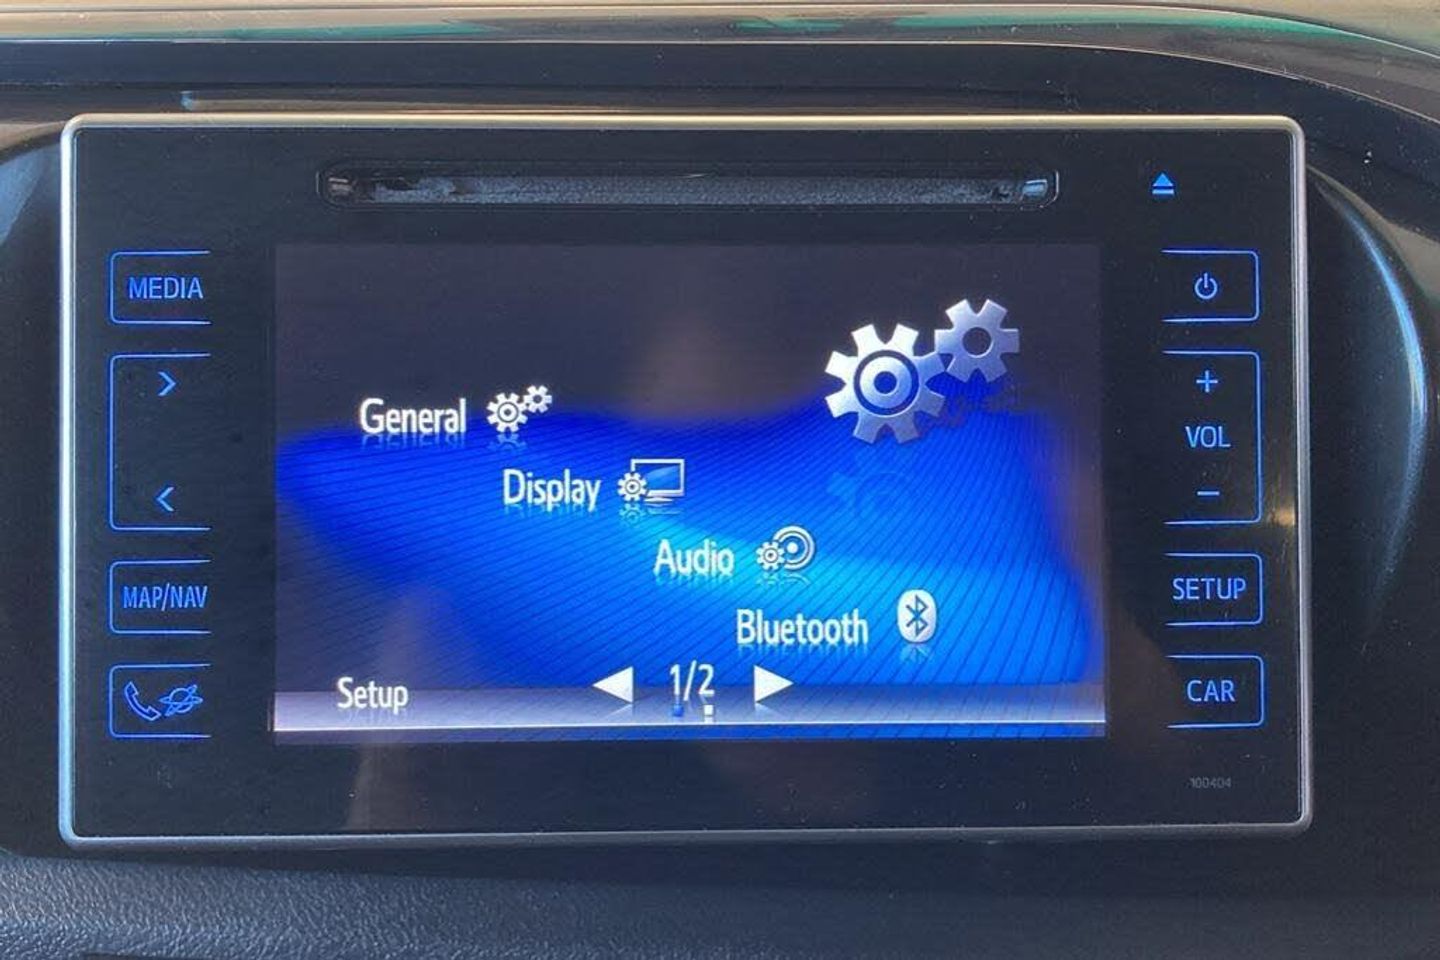 MEDIA
MAP/NAV
General
Display
Audio
Bluetooth
Setup
1/2
+
VOL
−
SETUP
CAR
100404